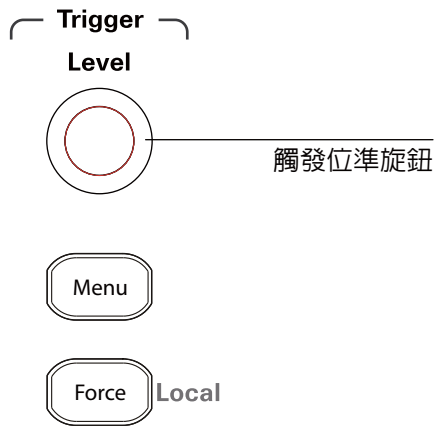 Trigger
Level
觸發位準旋鈕
Menu
Force Local